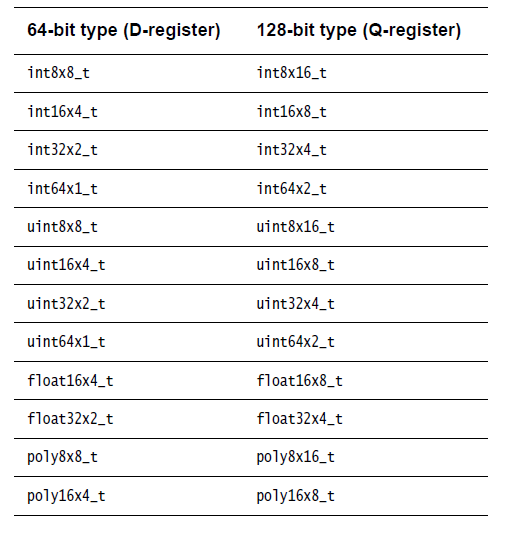 64-bit type (D-register) 128-bit type (Q-register)
int8x8_t int8x16_t
int16x4_t int16x8_t
int32x2_t int32x4_t
int64x1_t int64x2_t
uint8x8_t uint8x16_t
uint16x4_t uint16x8_t
uint32x2_t uint32x4_t
uint64x1_t uint64x2_t
float16x4_t float16x8_t
float32x2_t float32x4_t
poly8x8_t poly8x16_t
poly16x4_t poly16x8_t